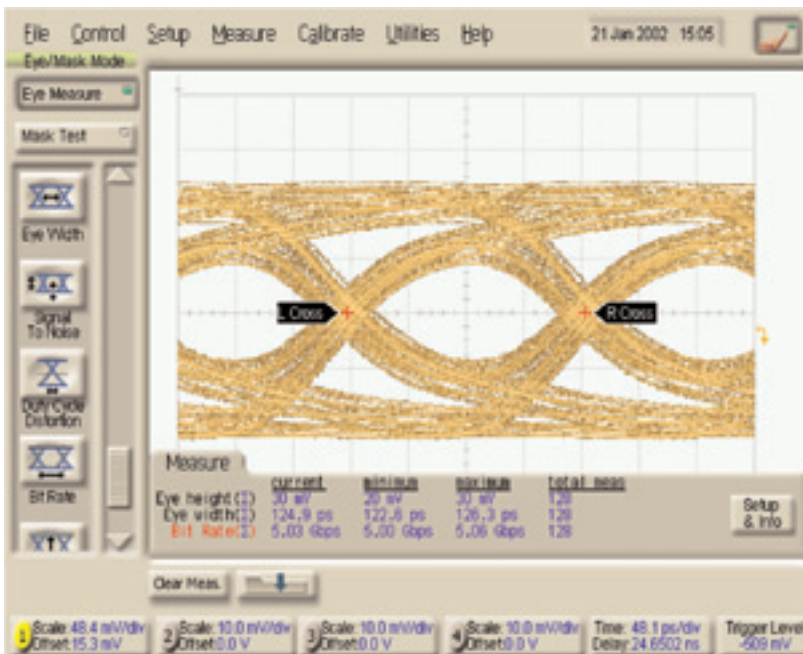 File Control Setup Measure Calibrate Utilities Help 21 Jan 2002 15:05
Eye/Mask Mode
Eye Measure
Mask Test
Eye Width
Signal
To Noise
Duty Cycle
Distortion
Bit Rate
L Cross
R Cross
Measure
current minimum maximum total meas
Eye height(1) 30 mV 20 mV 30 mV 128
Eye width(1) 124.9 ps 122.6 ps 126.3 ps 128
Bit Rate(1) 5.03 Gbps 5.00 Gbps 5.06 Gbps 128
Setup
& Info
Clear Meas.
1 Scale: 48.4 mV/div
Offset:15.3 mV
2 Scale: 10.0 mV/div
Offset:0.0 V
3 Scale: 10.0 mV/div
Offset:0.0 V
4 Scale: 10.0 mV/div
Offset:0.0 V
Time: 48.1 ps/div
Delay:24.6502 ns
Trigger Level
-609 mV